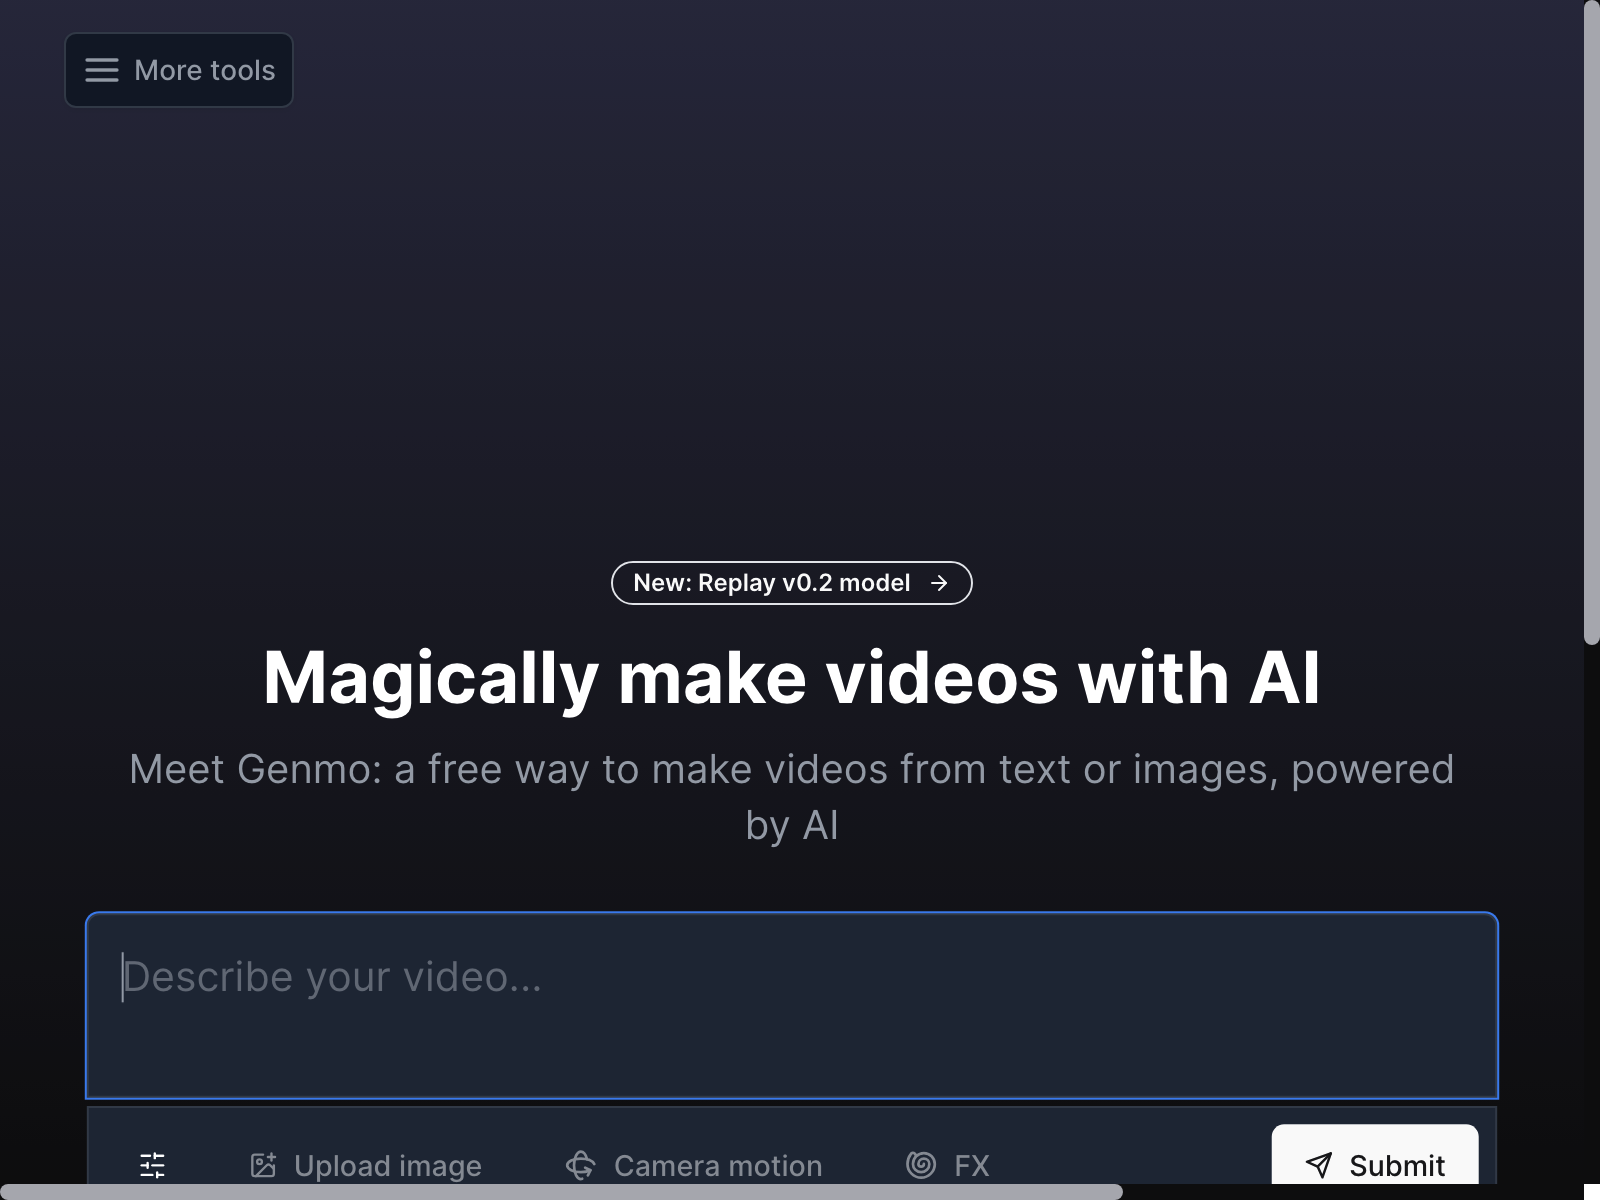 More tools
New: Replay v0.2 model
Magically make videos with AI
Meet Genmo: a free way to make videos from text or images, powered
by AI
Describe your video...
Upload image
Camera motion
FX
Submit